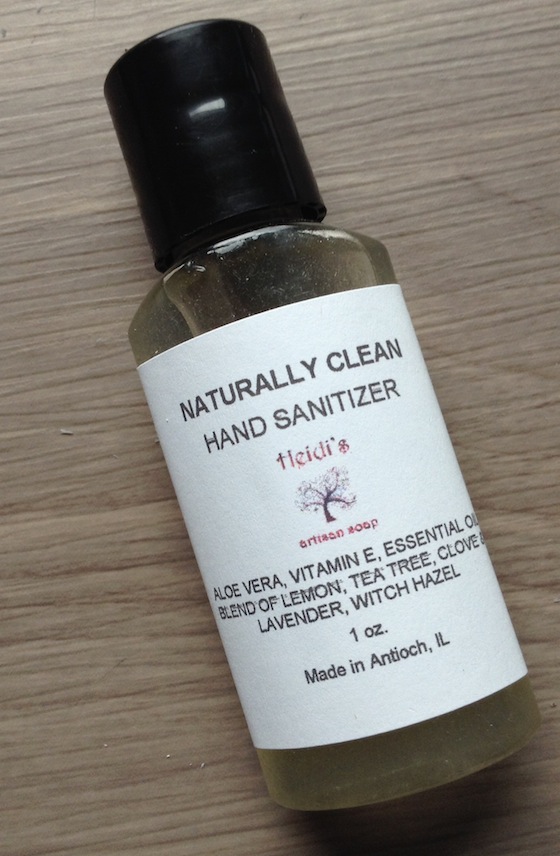 NATURALLY CLEAN
HAND SANITIZER
Heidi's
artisan soap
ALOE VERA, VITAMIN E, ESSENTIAL OIL
BLEND OF LEMON, TEA TREE, CLOVE &
LAVENDER, WITCH HAZEL
1 oz.
Made in Antioch, IL